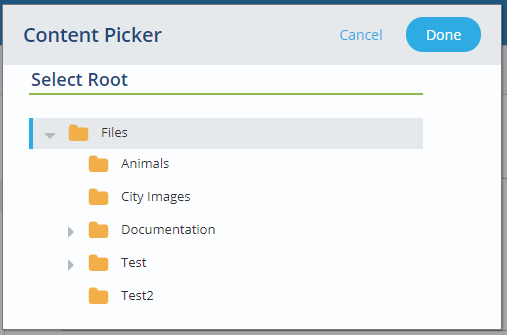 Content Picker
Cancel
Done
Select Root
Files
Animals
City Images
Documentation
Test
Test2